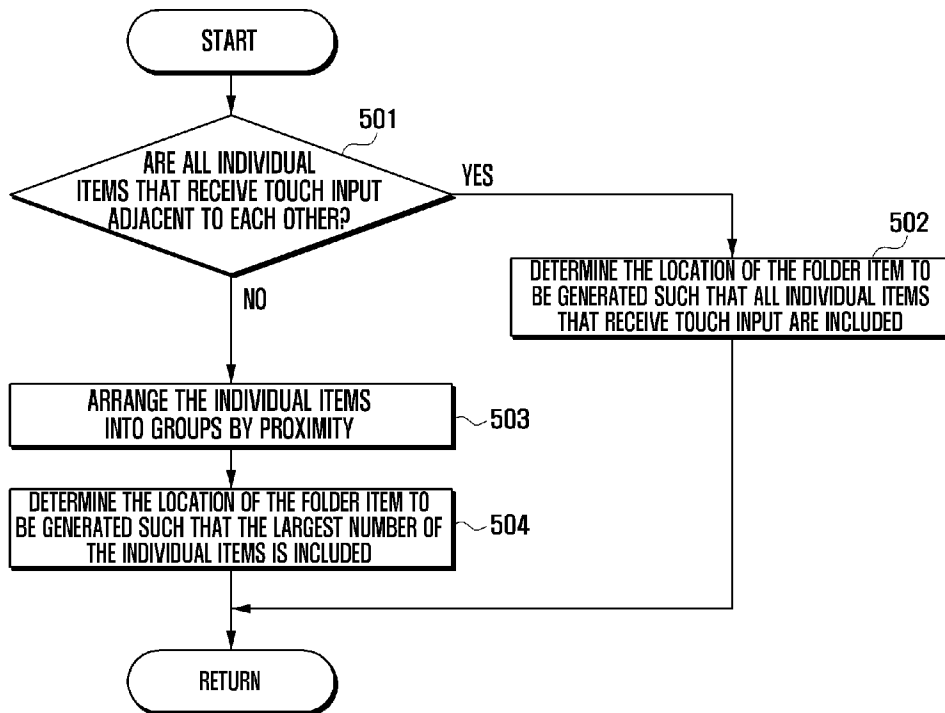 START
501
ARE ALL INDIVIDUAL
ITEMS THAT RECEIVE TOUCH INPUT
ADJACENT TO EACH OTHER?
YES
502
DETERMINE THE LOCATION OF THE FOLDER ITEM TO
BE GENERATED SUCH THAT ALL INDIVIDUAL ITEMS
THAT RECEIVE TOUCH INPUT ARE INCLUDED
NO
ARRANGE THE INDIVIDUAL ITEMS
INTO GROUPS BY PROXIMITY
503
DETERMINE THE LOCATION OF THE FOLDER ITEM TO
BE GENERATED SUCH THAT THE LARGEST NUMBER OF
THE INDIVIDUAL ITEMS IS INCLUDED
504
RETURN